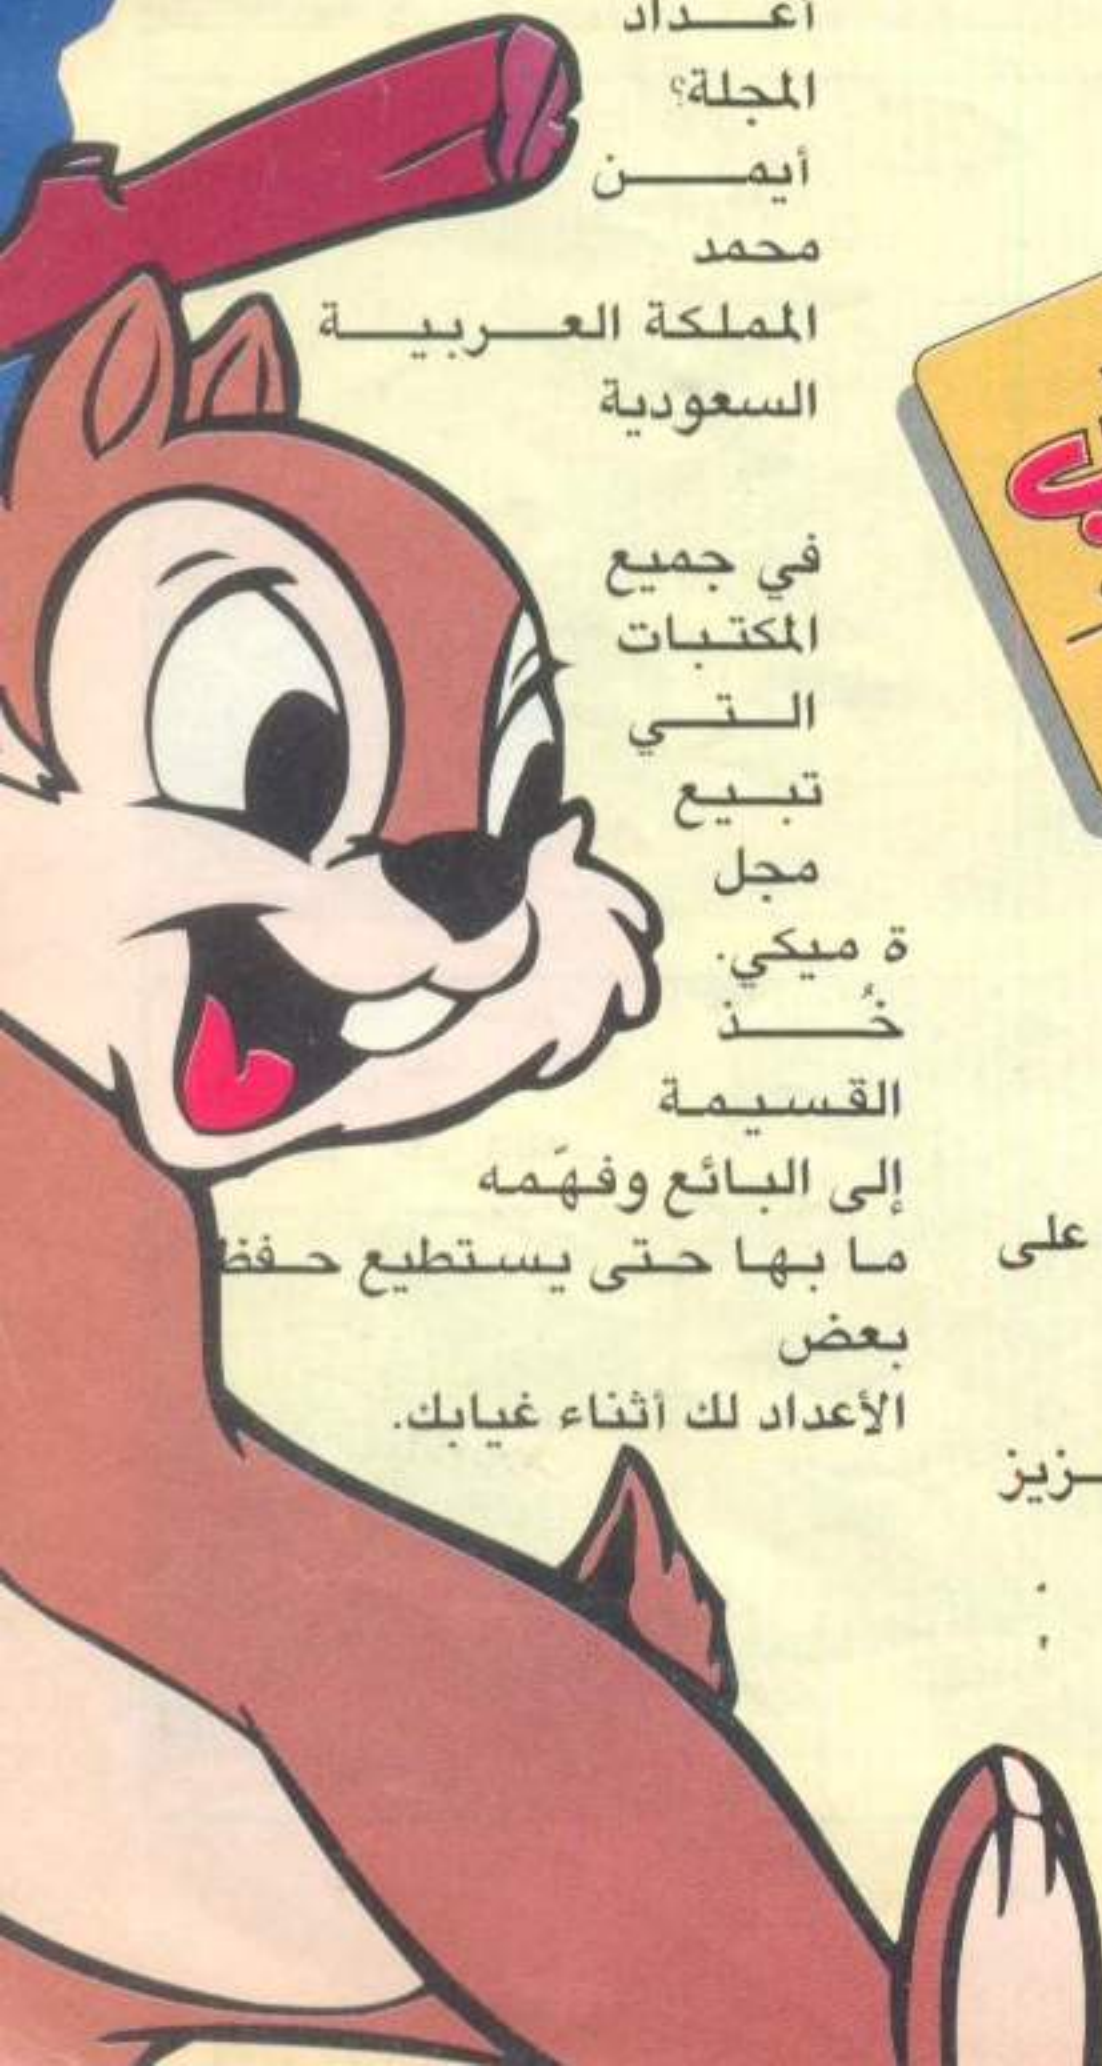 أعداد
المجلة؟
أيمن
محمد
المملكة العربية
السعودية
في جميع
المكتبات
التي
تبيع
مجل
ة ميكي.
خُذ
القسيمة
إلى البائع وفهَمه
ما بها حتى يستطيع حفظ
بعض
الأعداد لك أثناء غيابك.
على